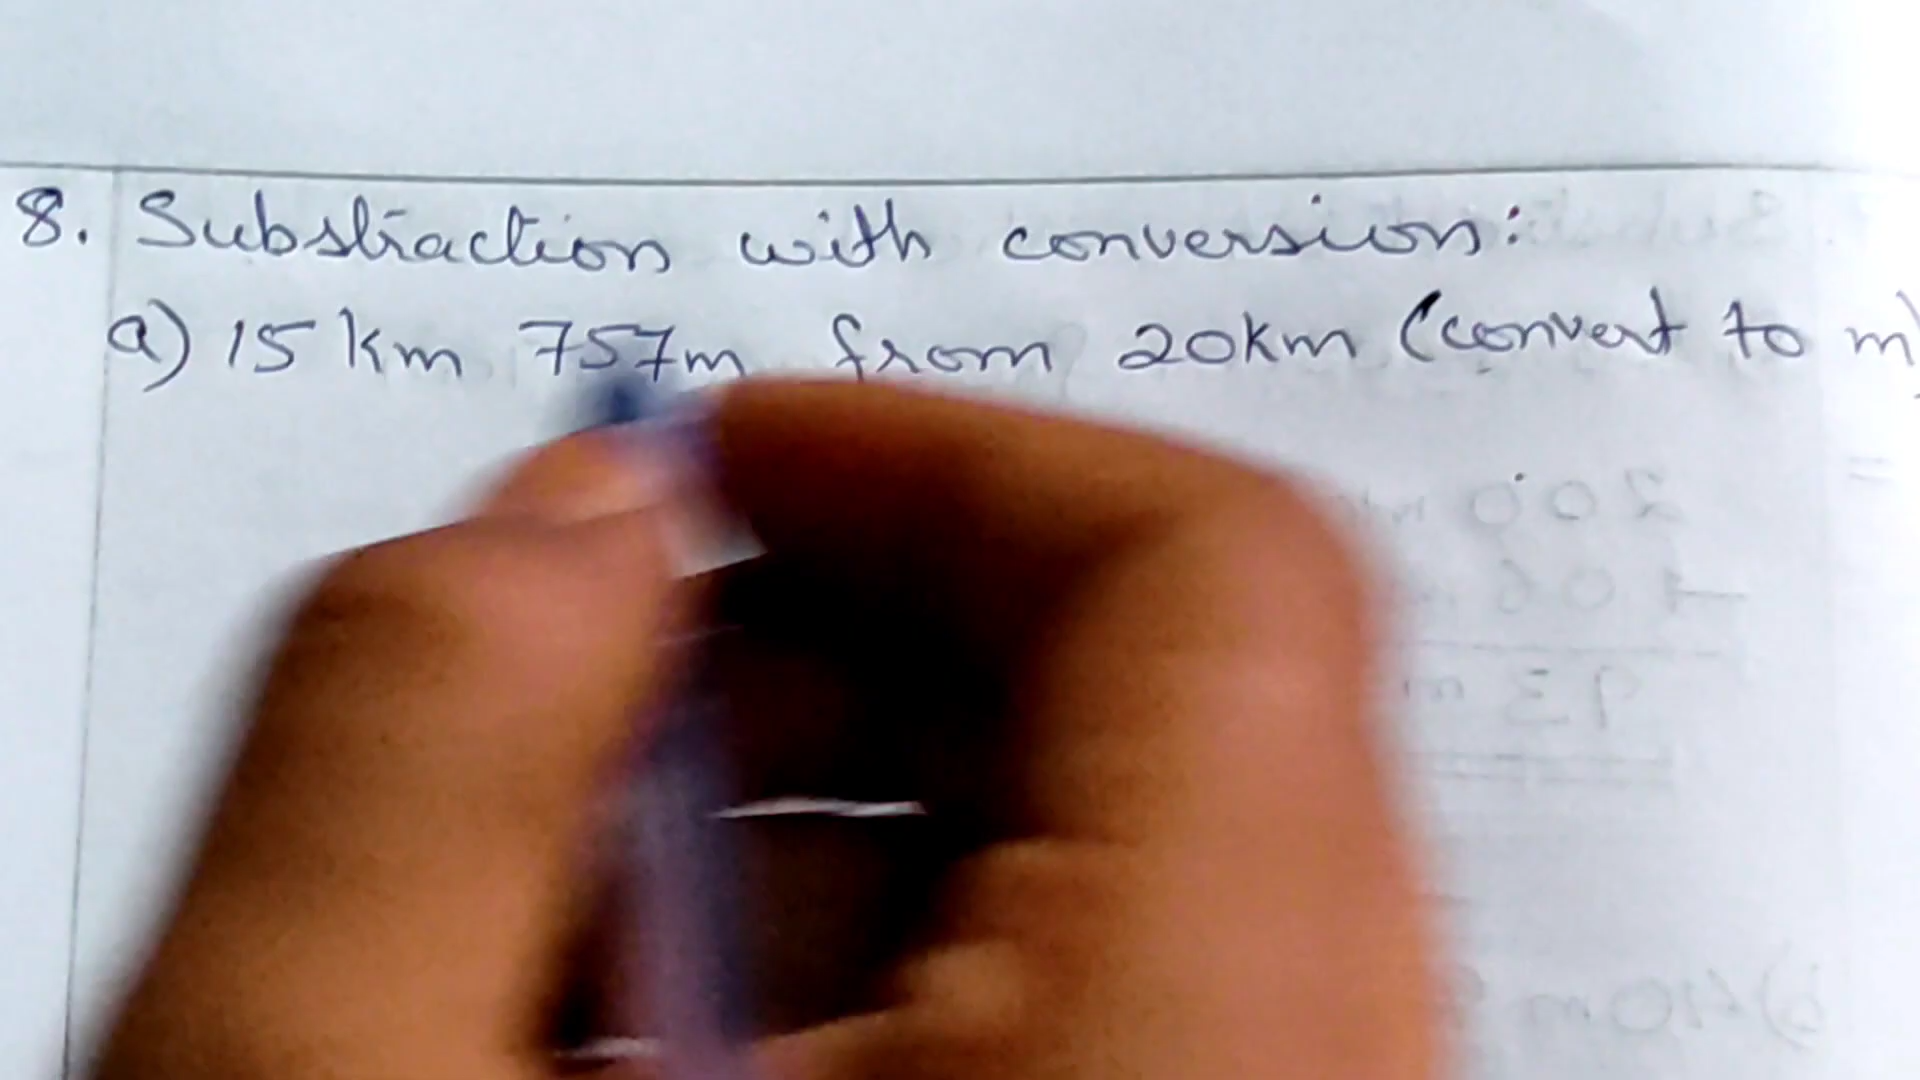 8. Substraction with conversion:
a) 15 km 757m from 20km (convert to m)